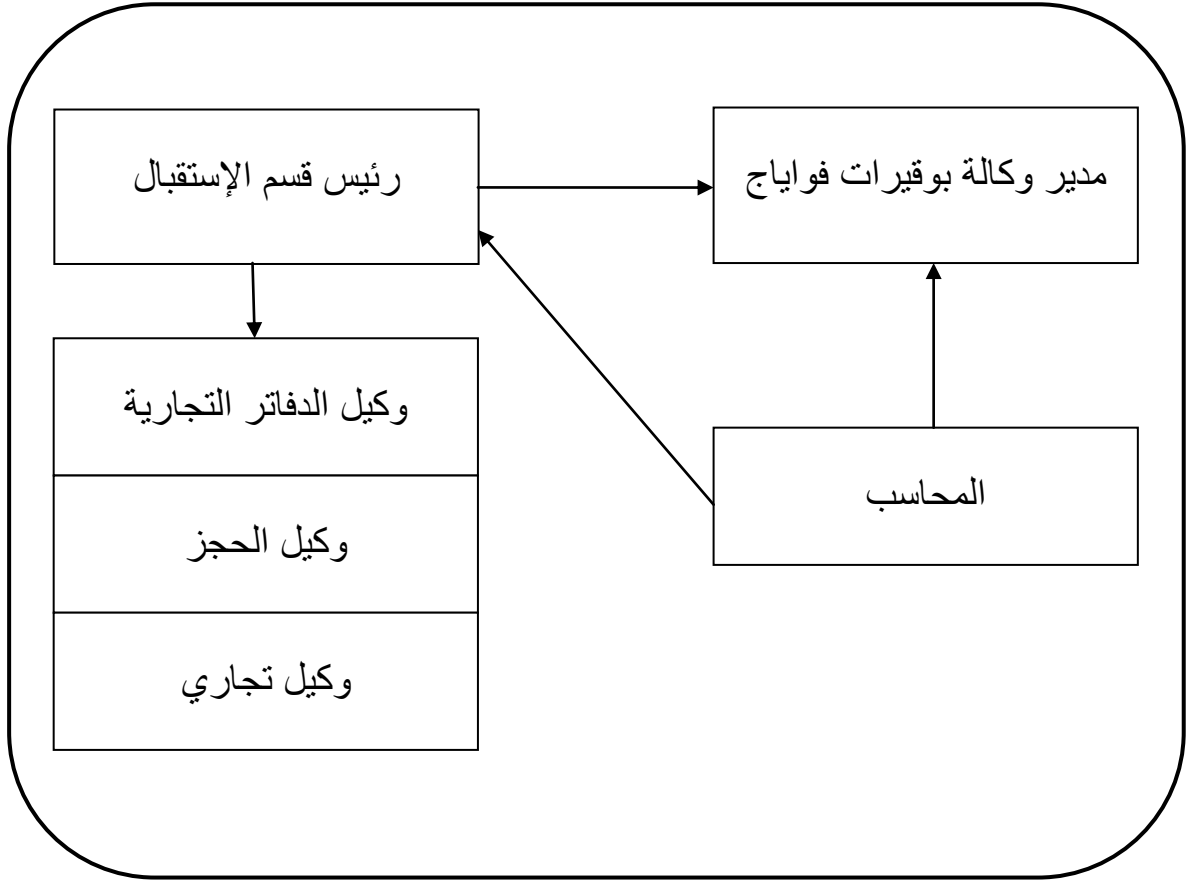 مدير وكالة بوقيرات فواياج
رئيس قسم الإستقبال
المحاسب
وكيل الدفاتر التجارية
وكيل الحجز
وكيل تجاري